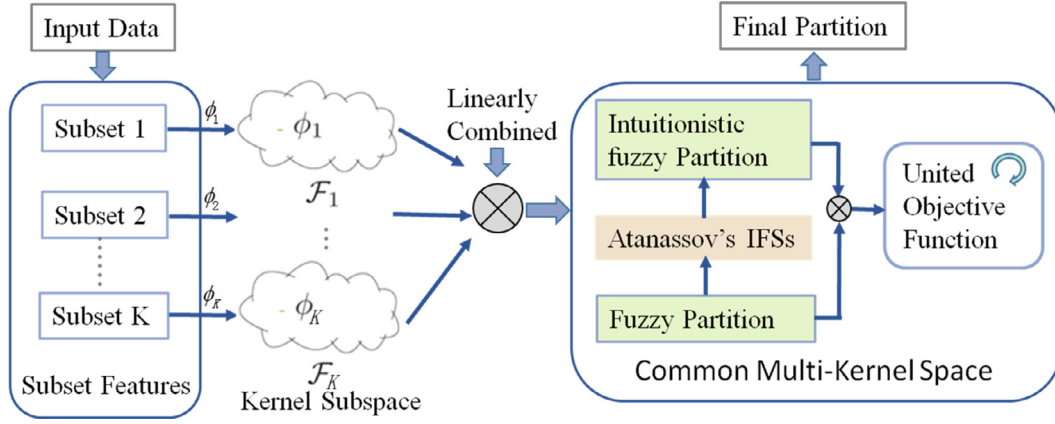 Input Data
Subset 1
Subset 2
Subset K
Subset Features
ϕ1
ϕ2
ϕK
ϕ1
F1
⋮
ϕK
FK
Kernel Subspace
Linearly
Combined
Final Partition
Intuitionistic
fuzzy Partition
Atanassov's IFSs
Fuzzy Partition
United
Objective
Function
Common Multi-Kernel Space